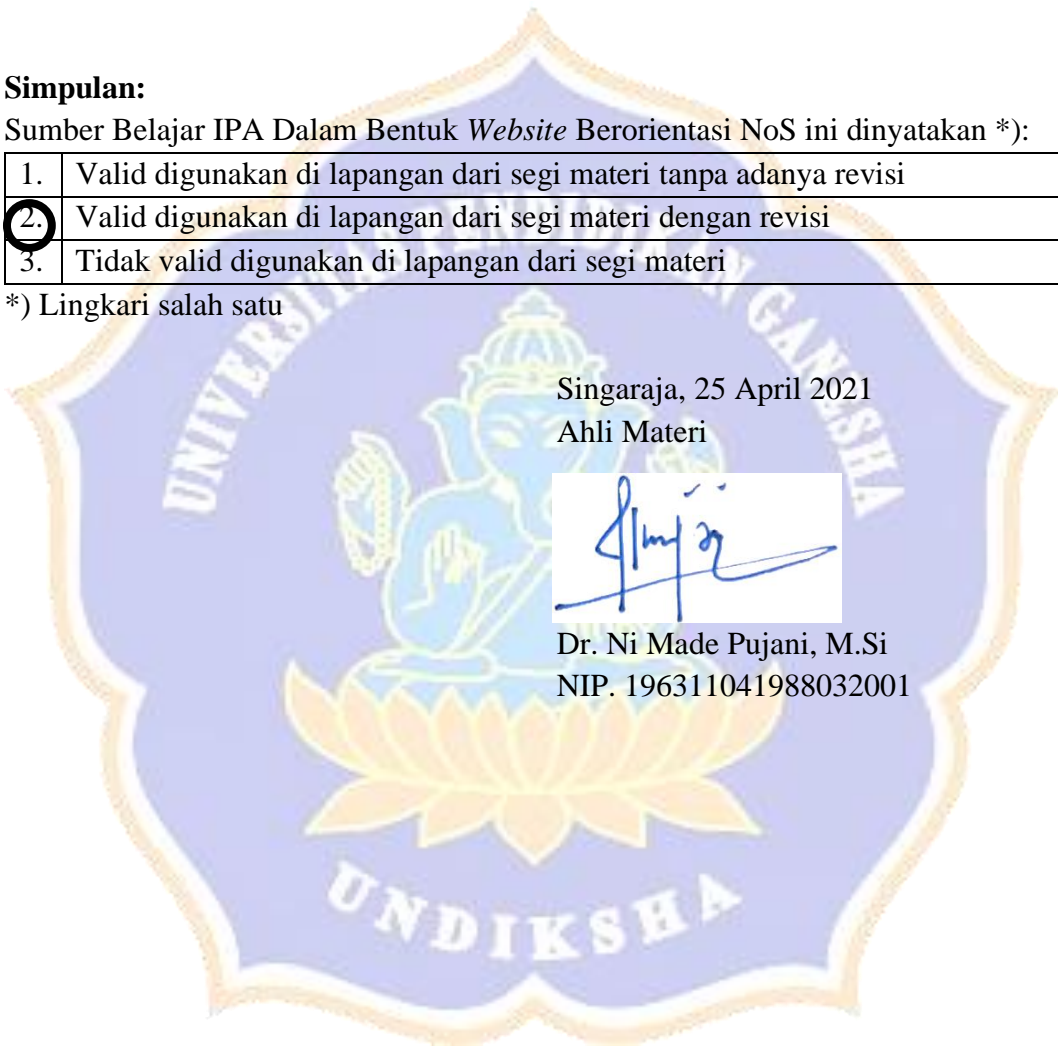 Simpulan:
Sumber Belajar IPA Dalam Bentuk Website Berorientasi NoS ini dinyatakan *):
1. Valid digunakan di lapangan dari segi materi tanpa adanya revisi
2. Valid digunakan di lapangan dari segi materi dengan revisi
3. Tidak valid digunakan di lapangan dari segi materi
*) Lingkari salah satu
UNIVERSITAS PENDIDIKAN GANESHA
Singaraja, 25 April 2021
Ahli Materi
Dr. Ni Made Pujani, M.Si
NIP. 196311041988032001
UNDIKSHA